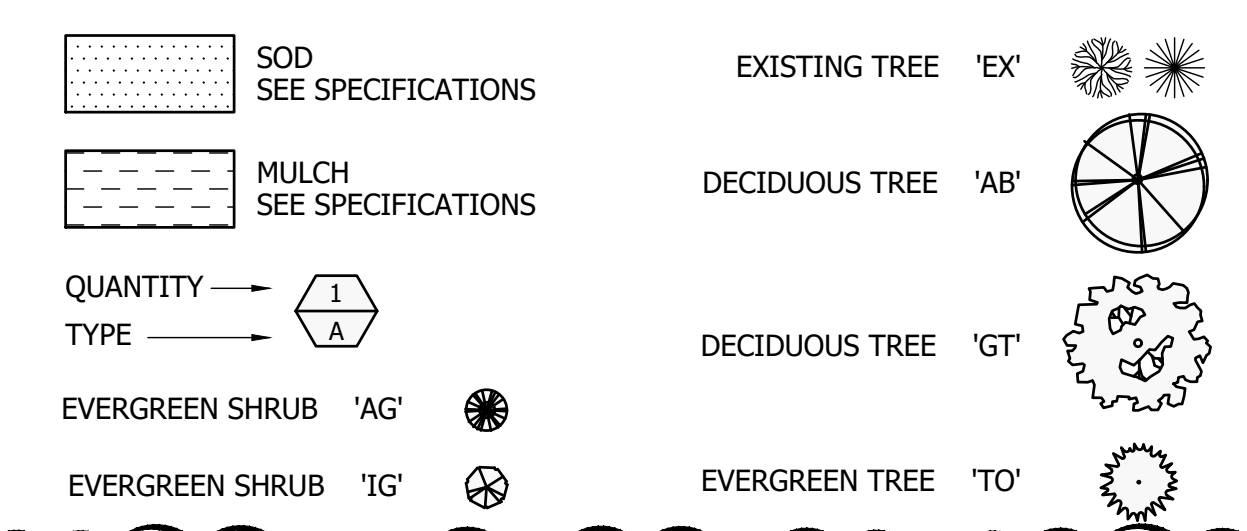 SOD
SEE SPECIFICATIONS
MULCH
SEE SPECIFICATIONS
QUANTITY
1
TYPE
A
EVERGREEN SHRUB 'AG'
EVERGREEN SHRUB 'IG'
EXISTING TREE 'EX'
DECIDUOUS TREE 'AB'
DECIDUOUS TREE 'GT'
EVERGREEN TREE 'TO'